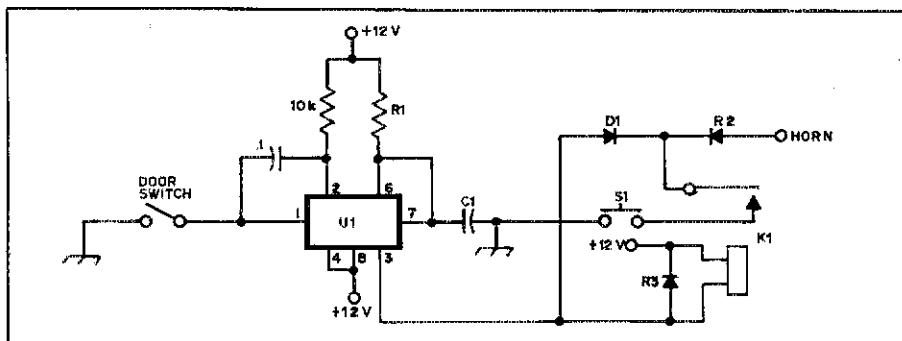 +12 V
10k
R1
.1
D1
R2
HORN
DOOR
SWITCH
2
6
1
U1
7
C1
S1
4
8
3
+12 V
K1
R3
+12 V